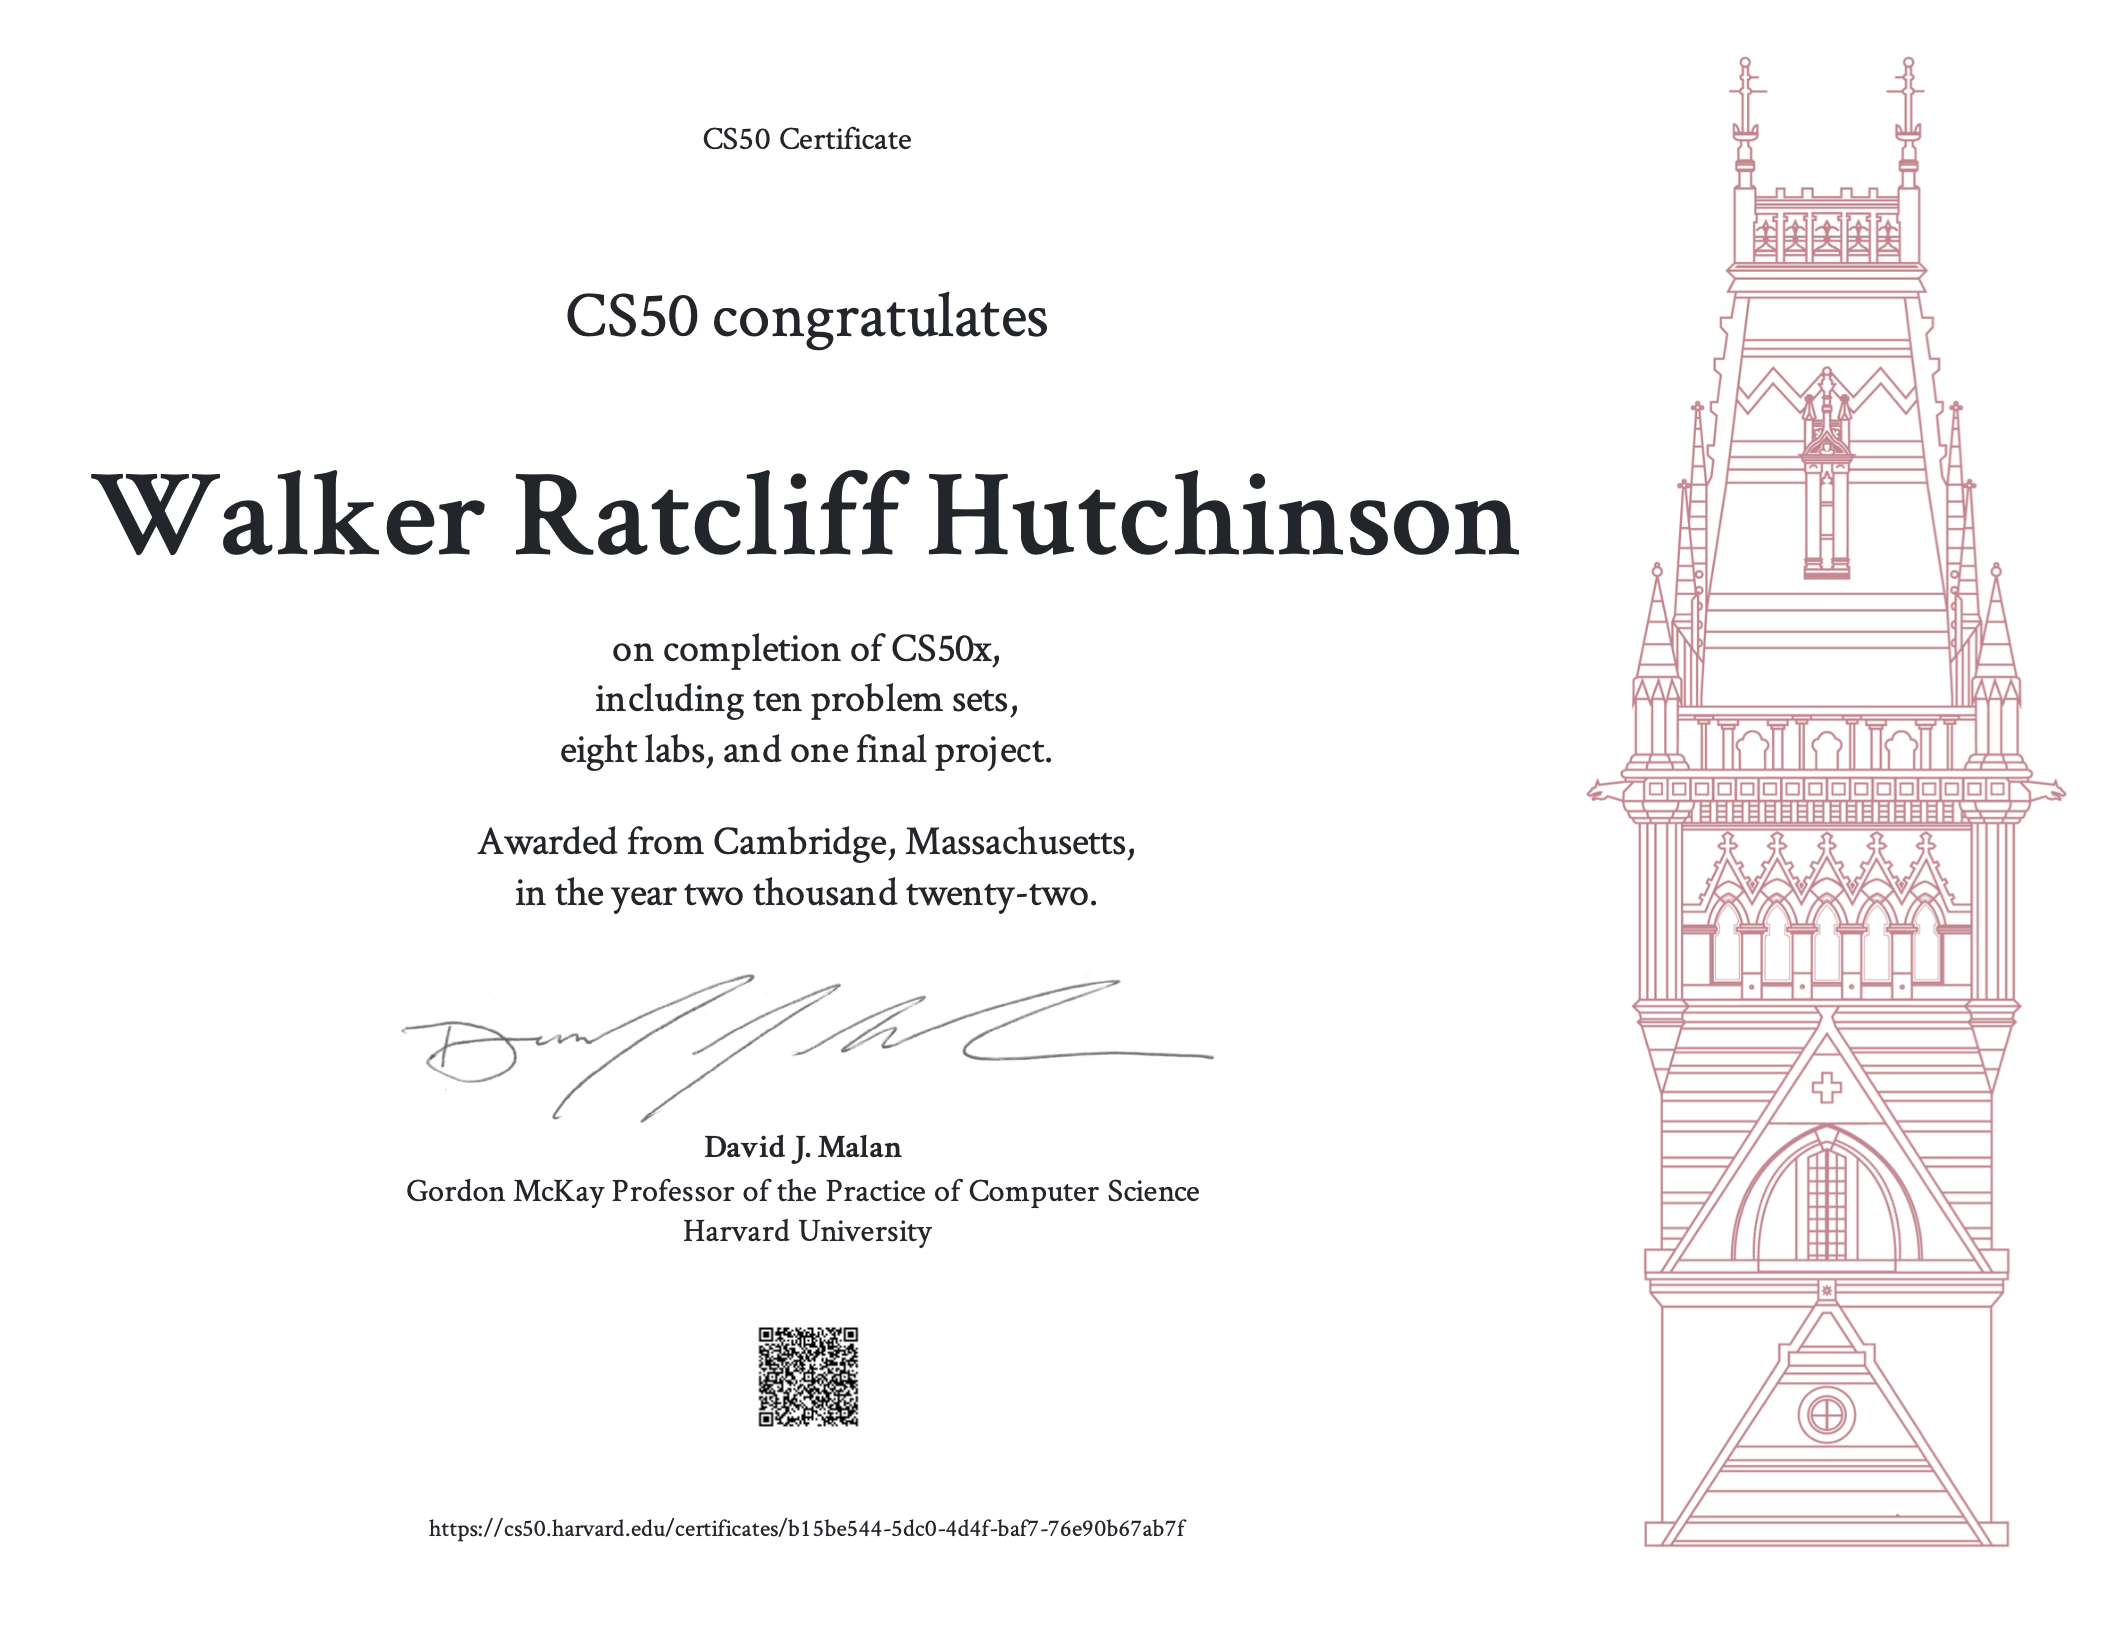 CS50 Certificate
CS50 congratulates
Walker Ratcliff Hutchinson
on completion of CS50x,
including ten problem sets,
eight labs, and one final project.
Awarded from Cambridge, Massachusetts,
in the year two thousand twenty-two.
David J. Malan
Gordon McKay Professor of the Practice of Computer Science
Harvard University
https://cs50.harvard.edu/certificates/b15be544-5dc0-4d4f-baf7-76e90b67ab7f